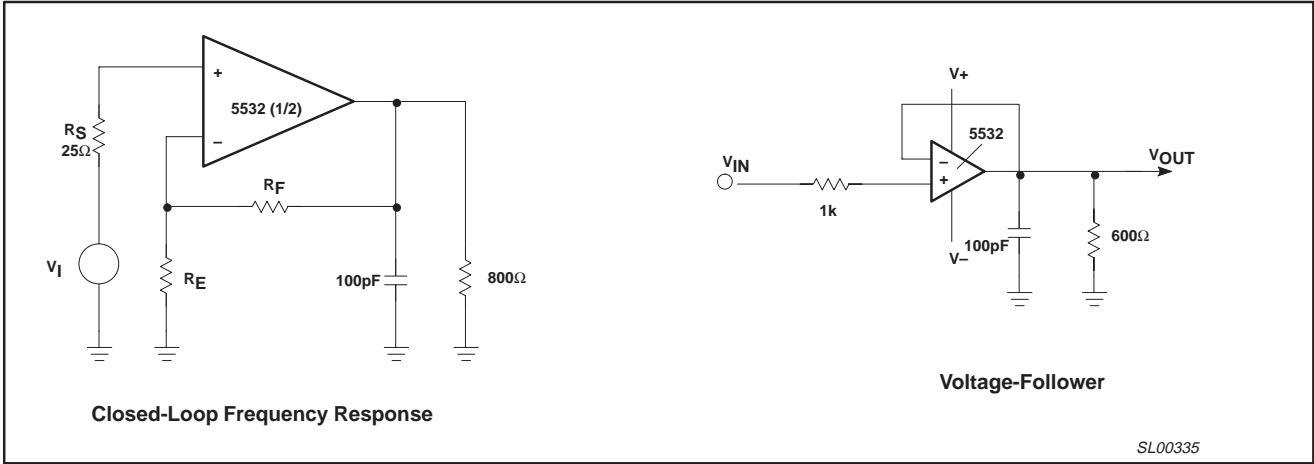 +
5532 (1/2)
–
RS
25Ω
RF
VI
RE
100pF
800Ω
Closed-Loop Frequency Response
V+
5532
VIN
–
+
VOUT
1k
100pF
V–
600Ω
Voltage-Follower
SL00335